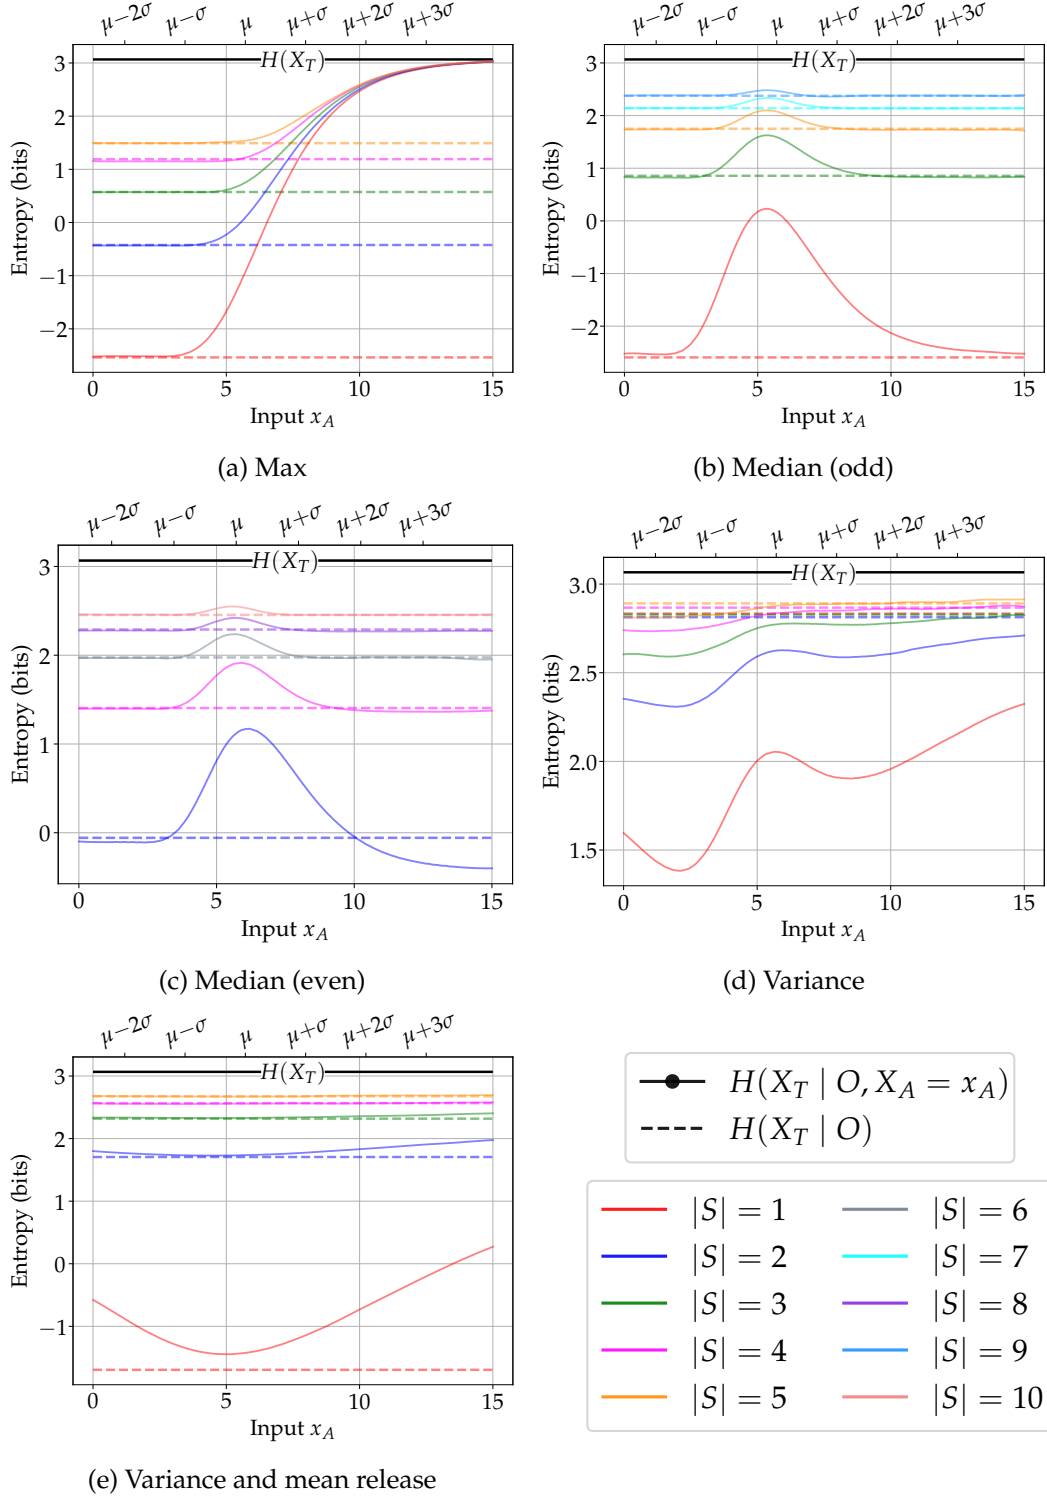 μ−2σ μ−σ μ μ+σ μ+2σ μ+3σ
H(X_T)
3
2
1
0
−1
−2
Entropy (bits)
0 5 10 15
Input x_A
(a) Max
μ−2σ μ−σ μ μ+σ μ+2σ μ+3σ
H(X_T)
3
2
1
0
−1
−2
Entropy (bits)
0 5 10 15
Input x_A
(b) Median (odd)
μ−2σ μ−σ μ μ+σ μ+2σ μ+3σ
H(X_T)
3
2
1
0
Entropy (bits)
0 5 10 15
Input x_A
(c) Median (even)
μ−2σ μ−σ μ μ+σ μ+2σ μ+3σ
H(X_T)
3.0
2.5
2.0
1.5
Entropy (bits)
0 5 10 15
Input x_A
(d) Variance
μ−2σ μ−σ μ μ+σ μ+2σ μ+3σ
H(X_T)
3
2
1
0
−1
Entropy (bits)
0 5 10 15
Input x_A
(e) Variance and mean release
H(X_T | O, X_A = x_A)
H(X_T | O)
|S| = 1 |S| = 6
|S| = 2 |S| = 7
|S| = 3 |S| = 8
|S| = 4 |S| = 9
|S| = 5 |S| = 10